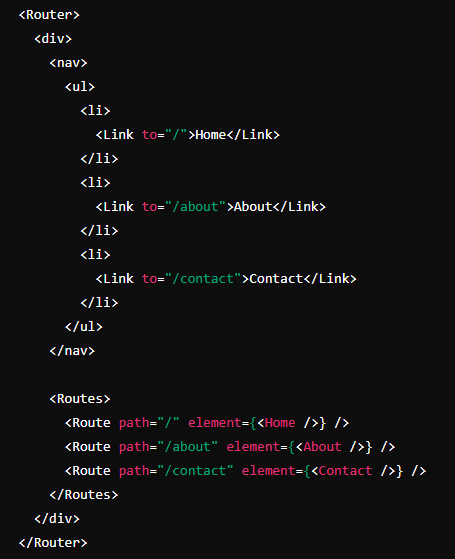 <Router>
  <div>
    <nav>
      <ul>
        <li>
          <Link to="/">Home</Link>
        </li>
        <li>
          <Link to="/about">About</Link>
        </li>
        <li>
          <Link to="/contact">Contact</Link>
        </li>
      </ul>
    </nav>

    <Routes>
      <Route path="/" element={<Home />} />
      <Route path="/about" element={<About />} />
      <Route path="/contact" element={<Contact />} />
    </Routes>
  </div>
</Router>